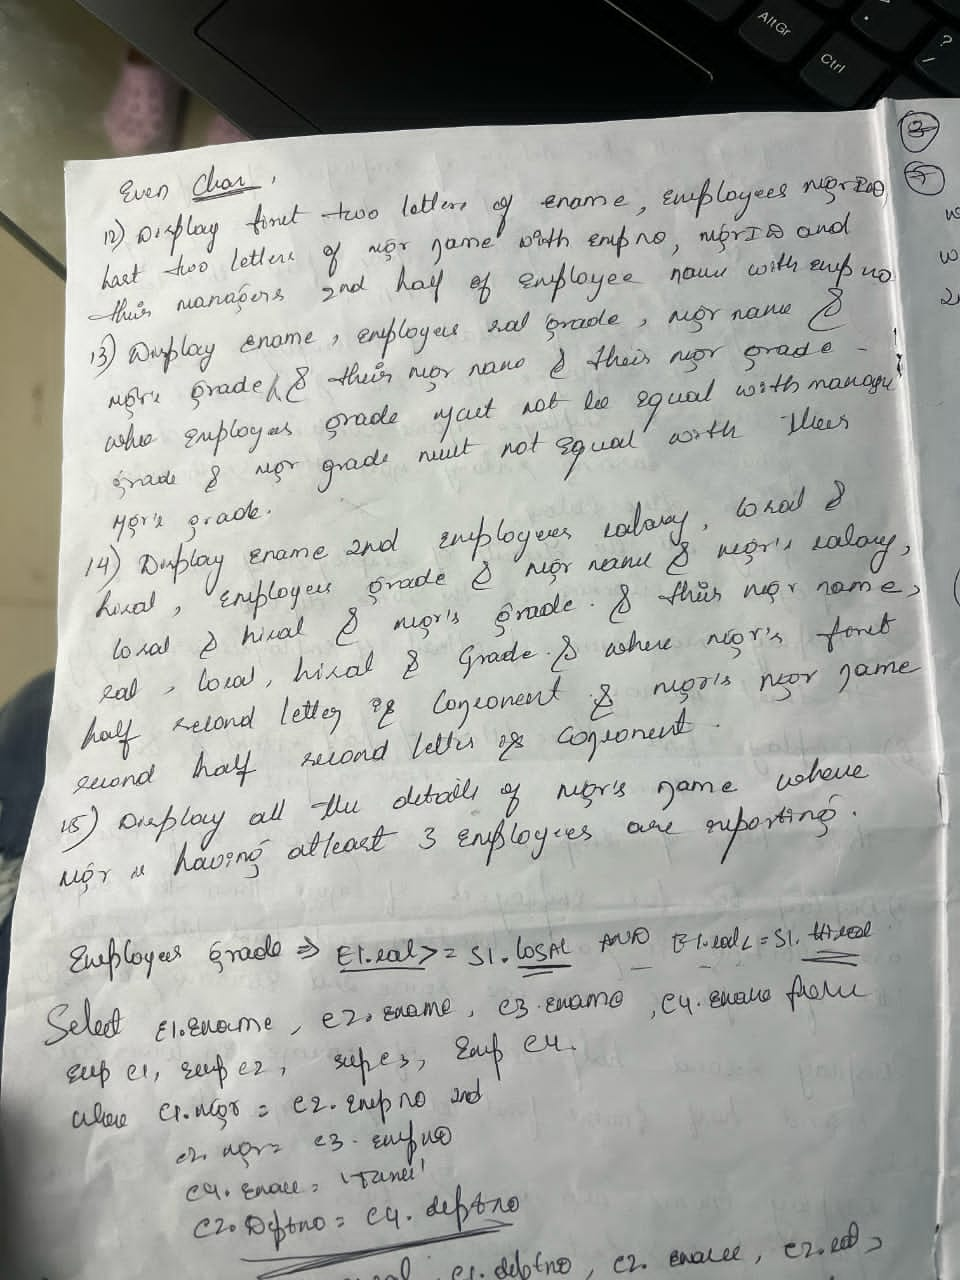 AltGr
Ctrl
?
/
3
5
Even Char.
12) Display first two letters of ename, employees mgrID,
last two letters of mgr name with empno, mgrID and
their managers 2nd half of employee name with empno
13) Display ename, employees sal grade, mgr name &
mgr's grade & their mgr name & their mgr grade -
where employees grade must not be equal with manager
grade & mgr grade must not equal with their
Mgr's grade.
14) Display ename and employees salary, losal &
hisal, employees grade & mgr name & mgr's salary,
losal & hisal & mgr's grade. & their mgr name,
sal, losal, hisal & Grade. & where mgr's first
half second letter is Consonent & mgr's mgr name
second half second letter is consonent.
15) Display all the details of mgr's name where
mgr is having atleast 3 employees are reporting.
Employees grade ⇒ E1.sal >= S1.LOSAL AND E1.sal <= S1.Hisal
Select E1.Ename, e2.ename, e3.ename, e4.ename from
emp e1, emp e2, emp e3, Emp e4.
where e1.mgr = e2.empno and
e2.mgr = e3.empno
e4.ename =
e2.Deptno = e4.deptno
e1.deptno, e2.ename, e2.sal,